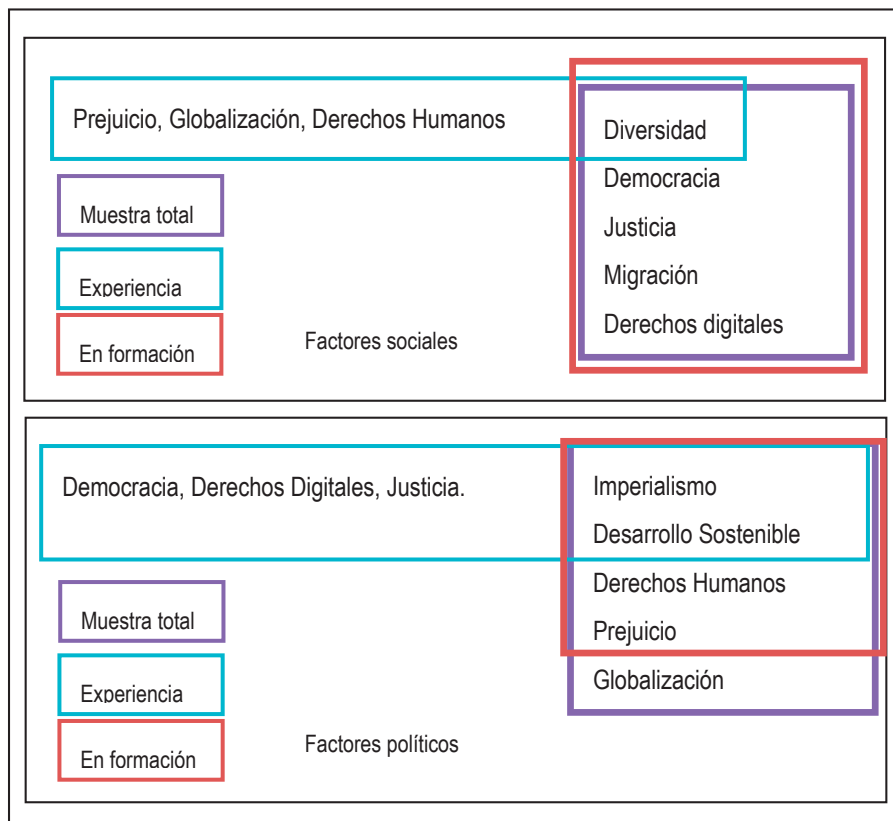 Prejuicio, Globalización, Derechos Humanos
Diversidad
Democracia
Justicia
Migración
Derechos digitales
Muestra total
Experiencia
En formación
Factores sociales
Democracia, Derechos Digitales, Justicia.
Imperialismo
Desarrollo Sostenible
Derechos Humanos
Prejuicio
Globalización
Muestra total
Experiencia
En formación
Factores políticos